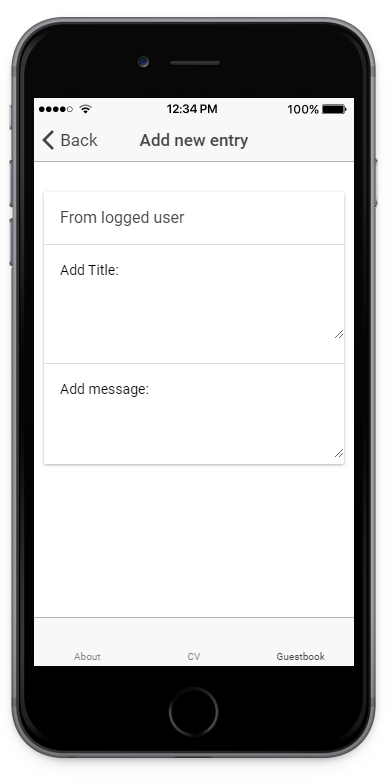 12:34 PM 100%
Back Add new entry
From logged user
Add Title:
Add message:
About CV Guestbook